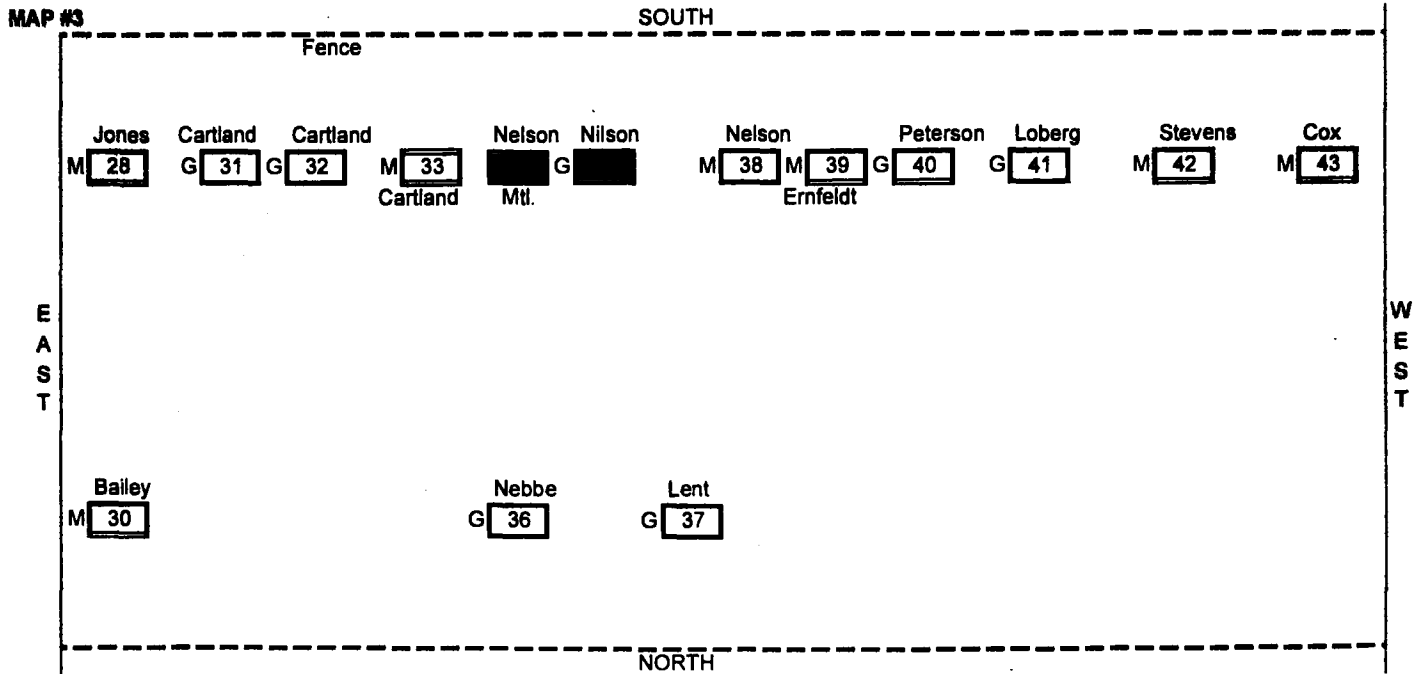 MAP #3
SOUTH
Fence
Jones Cartland Cartland Nelson Nilson Nelson Peterson Loberg Stevens Cox
M 28 G 31 G 32 M 33 G M 38 M 39 G 40 G 41 M 42 M 43
Cartland Mtl. Ernfeldt
E
A
S
T
W
E
S
T
Bailey Nebbe Lent
M 30 G 36 G 37
NORTH